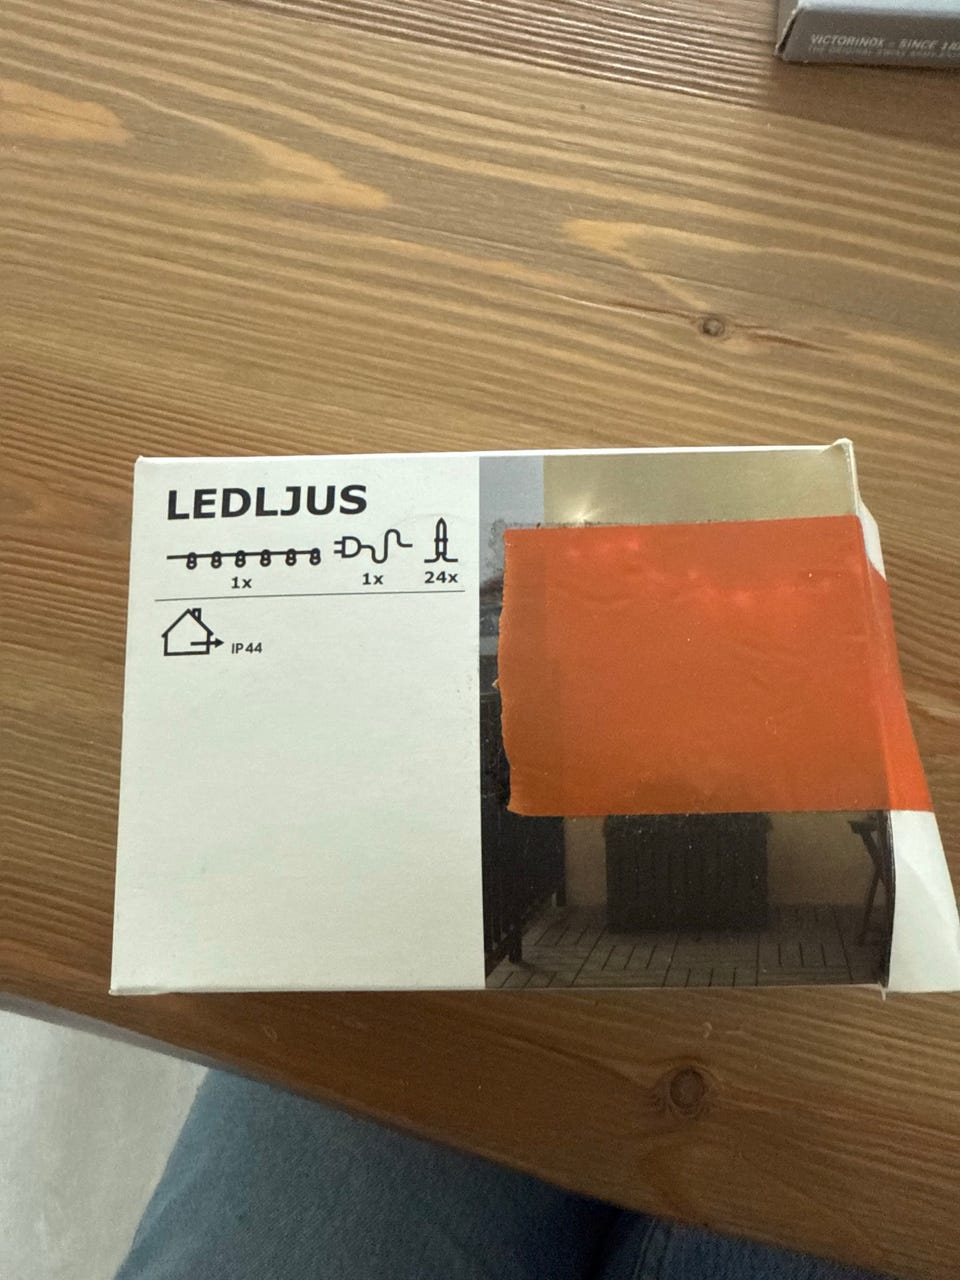 VICTORINOX - SINCE 18
LEDLJUS
1x 1x 24x
IP44